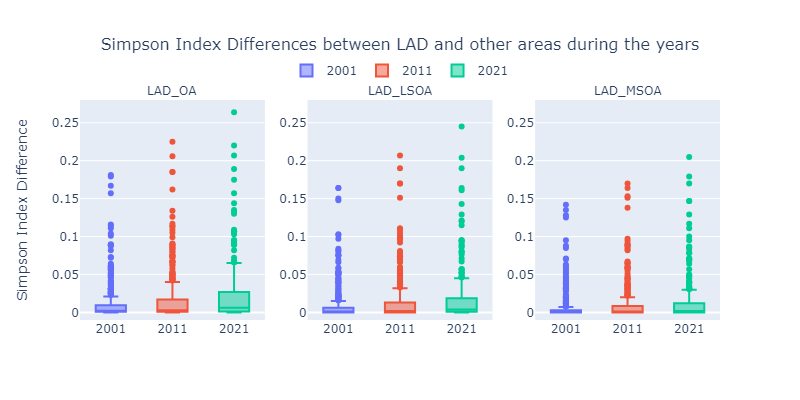 Simpson Index Differences between LAD and other areas during the years
2001 2011 2021
LAD_OA LAD_LSOA LAD_MSOA
Simpson Index Difference
0.25 0.25 0.25
0.2 0.2 0.2
0.15 0.15 0.15
0.1 0.1 0.1
0.05 0.05 0.05
0 0 0
2001 2011 2021 2001 2011 2021 2001 2011 2021